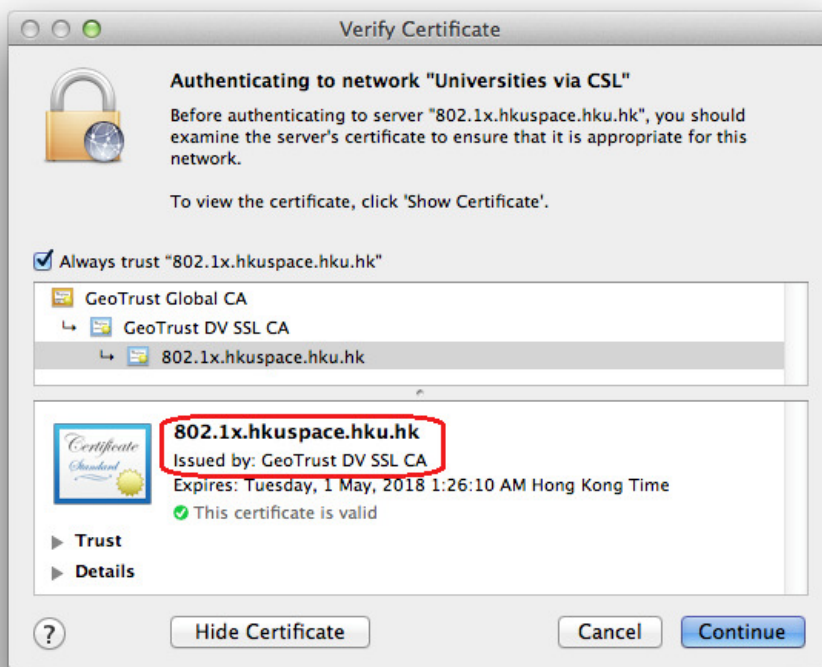 Verify Certificate
Authenticating to network "Universities via CSL"
Before authenticating to server "802.1x.hkuspace.hku.hk", you should
examine the server's certificate to ensure that it is appropriate for this
network.
To view the certificate, click 'Show Certificate'.
Always trust "802.1x.hkuspace.hku.hk"
GeoTrust Global CA
GeoTrust DV SSL CA
802.1x.hkuspace.hku.hk
Certificate
Standard
802.1x.hkuspace.hku.hk
Issued by: GeoTrust DV SSL CA
Expires: Tuesday, 1 May, 2018 1:26:10 AM Hong Kong Time
This certificate is valid
Trust
Details
? Hide Certificate Cancel Continue